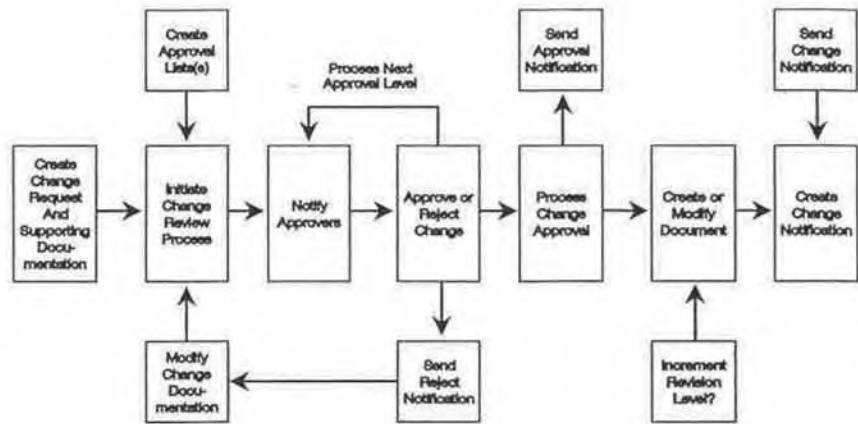 Create
Approval
Lists(s)
Send
Approval
Notification
Send
Change
Notification
Process Next
Approval Level
Create
Change
Request
And
Supporting
Docu-
mentation
Initiate
Change
Review
Process
Notify
Approvers
Approve or
Reject
Change
Process
Change
Approval
Create or
Modify
Document
Create
Change
Notification
Modify
Change
Docu-
mentation
Send
Reject
Notification
Increment
Revision
Level?